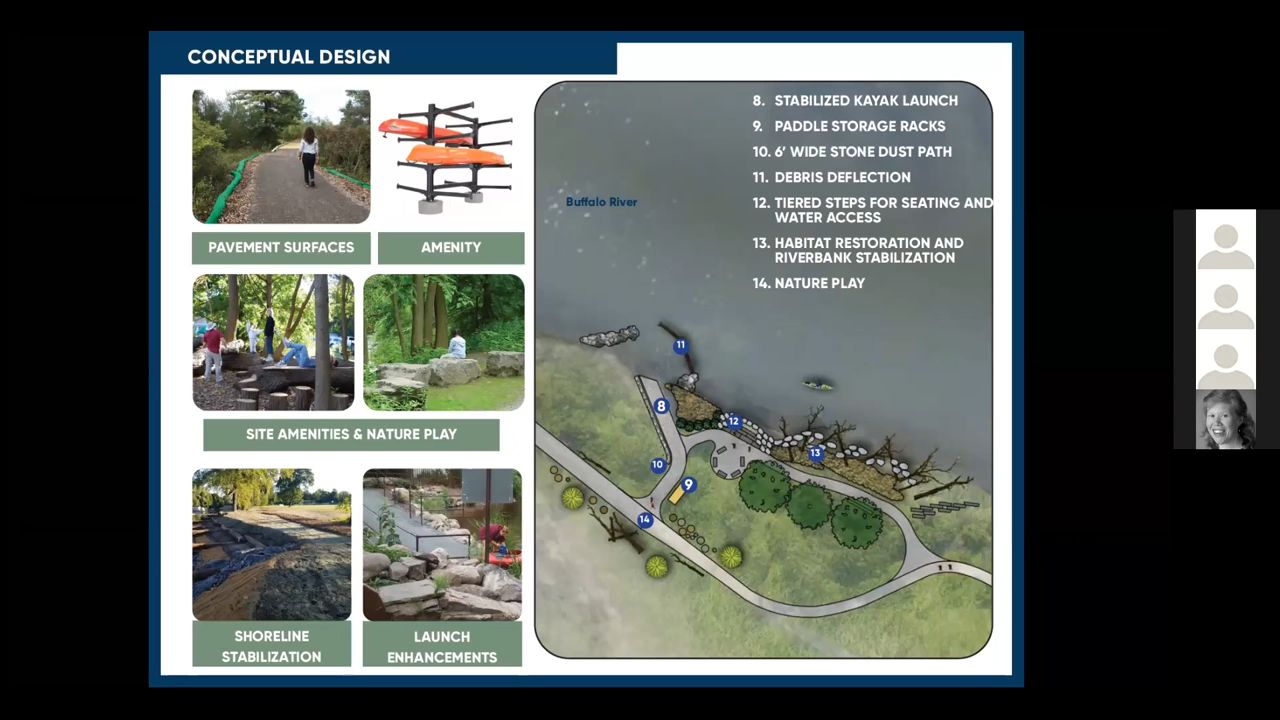 CONCEPTUAL DESIGN
PAVEMENT SURFACES
AMENITY
SITE AMENITIES & NATURE PLAY
SHORELINE
STABILIZATION
LAUNCH
ENHANCEMENTS
8. STABILIZED KAYAK LAUNCH
9. PADDLE STORAGE RACKS
10. 6' WIDE STONE DUST PATH
11. DEBRIS DEFLECTION
12. TIERED STEPS FOR SEATING AND
WATER ACCESS
13. HABITAT RESTORATION AND
RIVERBANK STABILIZATION
14. NATURE PLAY
Buffalo River
11
8
12
13
10
9
14